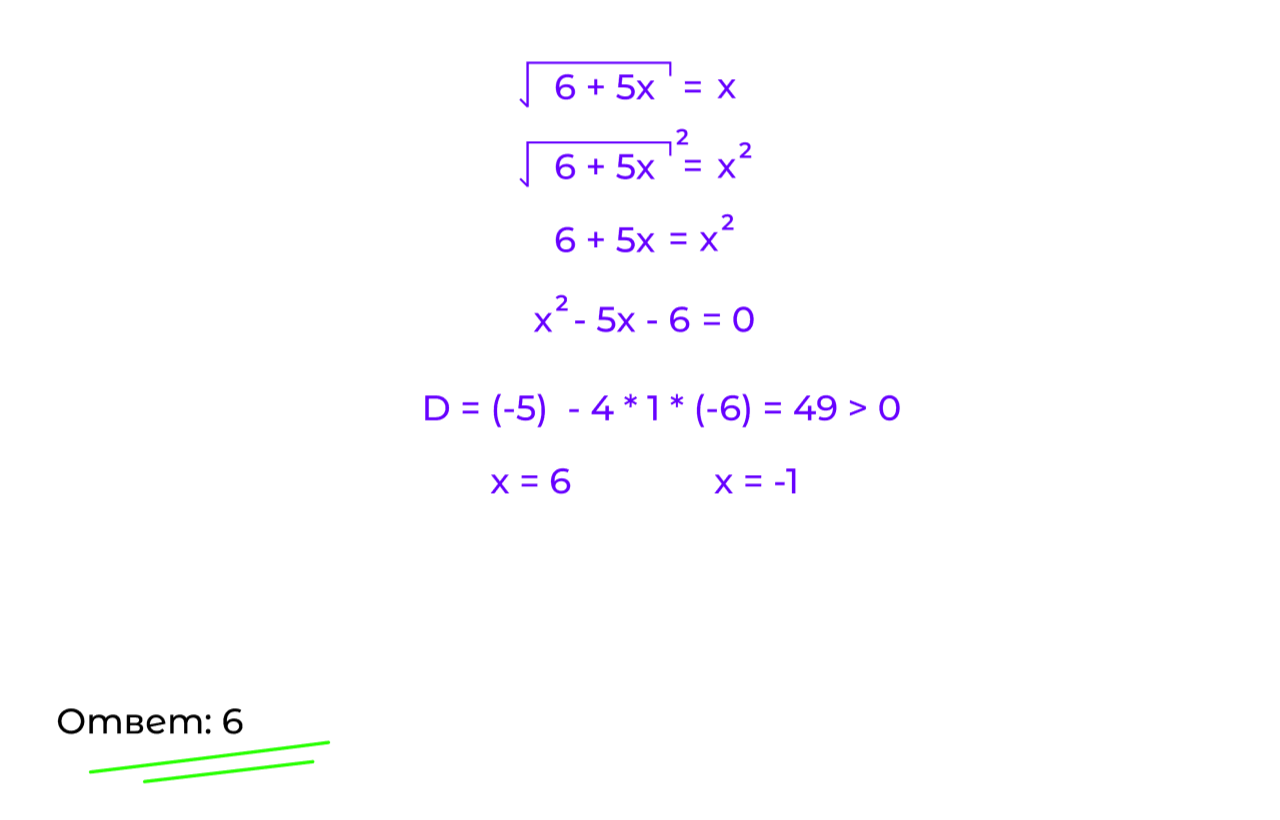 √6 + 5x = x
√6 + 5x² = x²
6 + 5x = x²
x² - 5x - 6 = 0
D = (-5) - 4 * 1 * (-6) = 49 > 0
x = 6 x = -1
Ответ: 6